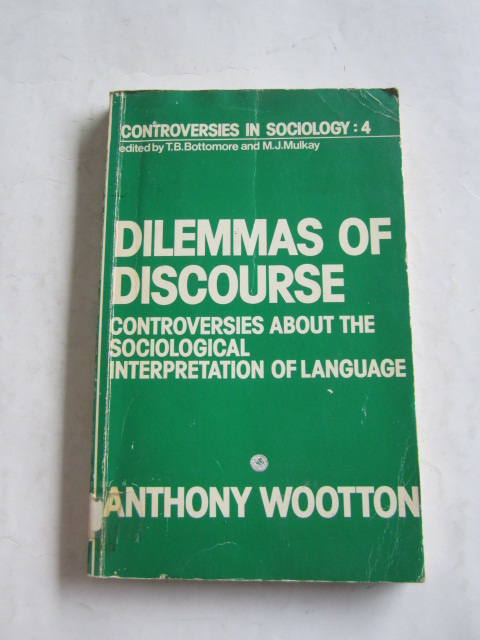 CONTROVERSIES IN SOCIOLOGY: 4
edited by T.B.Bottomore and M.J.Mulkay
DILEMMAS OF
DISCOURSE
CONTROVERSIES ABOUT THE
SOCIOLOGICAL
INTERPRETATION OF LANGUAGE
ANTHONY WOOTTON